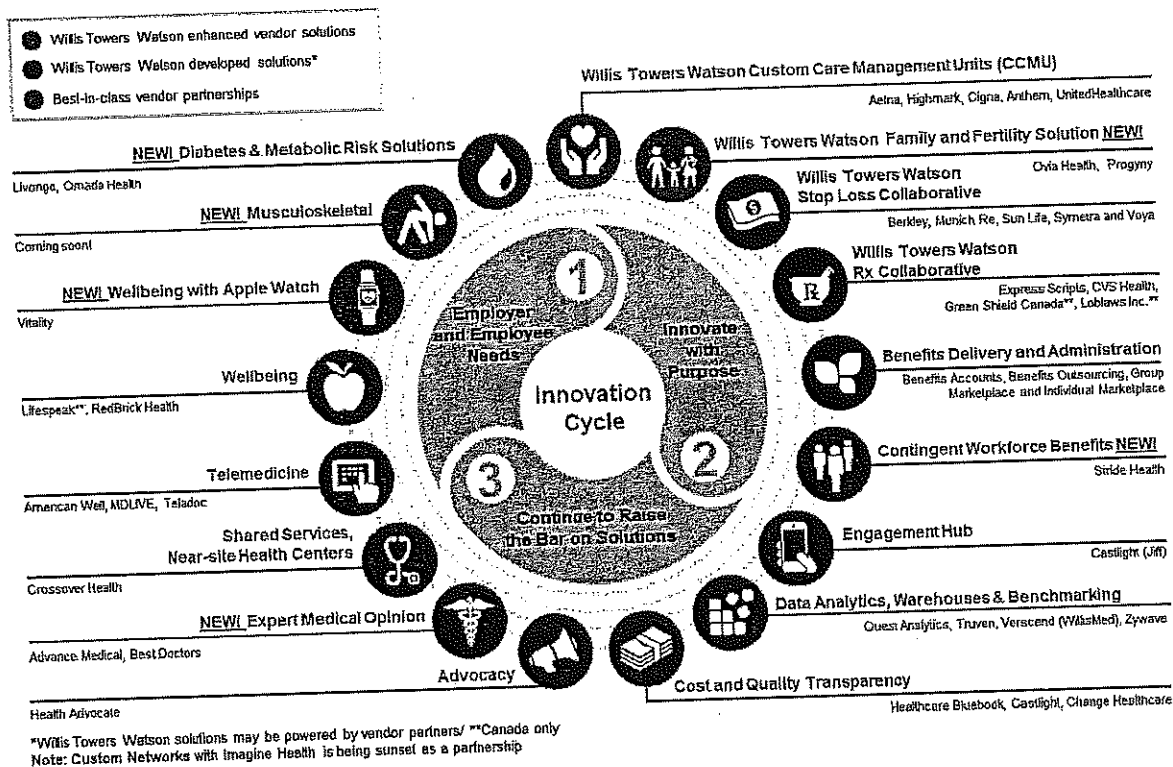 Willis Towers Watson enhanced vendor solutions
Willis Towers Watson developed solutions*
Best-in-class vendor partnerships
Willis Towers Watson Custom Care Management Units (CCMU)
Aetna, Highmark, Cigna, Anthem, UnitedHealthcare
Willis Towers Watson Family and Fertility Solution NEW!
Ovia Health, Progyny
Willis Towers Watson
Stop Loss Collaborative
Berkley, Munich Re, Sun Life, Symetra and Voya
Willis Towers Watson
Rx Collaborative
Express Scripts, CVS Health,
Green Shield Canada**, Loblaws Inc.**
Benefits Delivery and Administration
Benefits Accounts, Benefits Outsourcing, Group
Marketplace and Individual Marketplace
Contingent Workforce Benefits NEW!
Stride Health
Engagement Hub
Castlight (Jiff)
Data Analytics, Warehouses & Benchmarking
Quest Analytics, Truven, Verscend (VerisMed), Zywave
Cost and Quality Transparency
Healthcare Bluebook, Castlight, Change Healthcare
NEW! Diabetes & Metabolic Risk Solutions
Livongo, Omada Health
NEW! Musculoskeletal
Coming soon!
NEW! Wellbeing with Apple Watch
Vitality
Wellbeing
Lifespeak**, RedBrick Health
Telemedicine
American Well, MDLIVE, Teladoc
Shared Services,
Near-site Health Centers
Crossover Health
NEW! Expert Medical Opinion
Advance Medical, Best Doctors
Advocacy
Health Advocate
1
Employer
and Employee
Needs
Innovate
with
Purpose
2
Innovation
Cycle
3
Continue to Raise
the Bar on Solutions
$
Rx
*Willis Towers Watson solutions may be powered by vendor partners/ **Canada only
Note: Custom Networks with Imagine Health is being sunset as a partnership